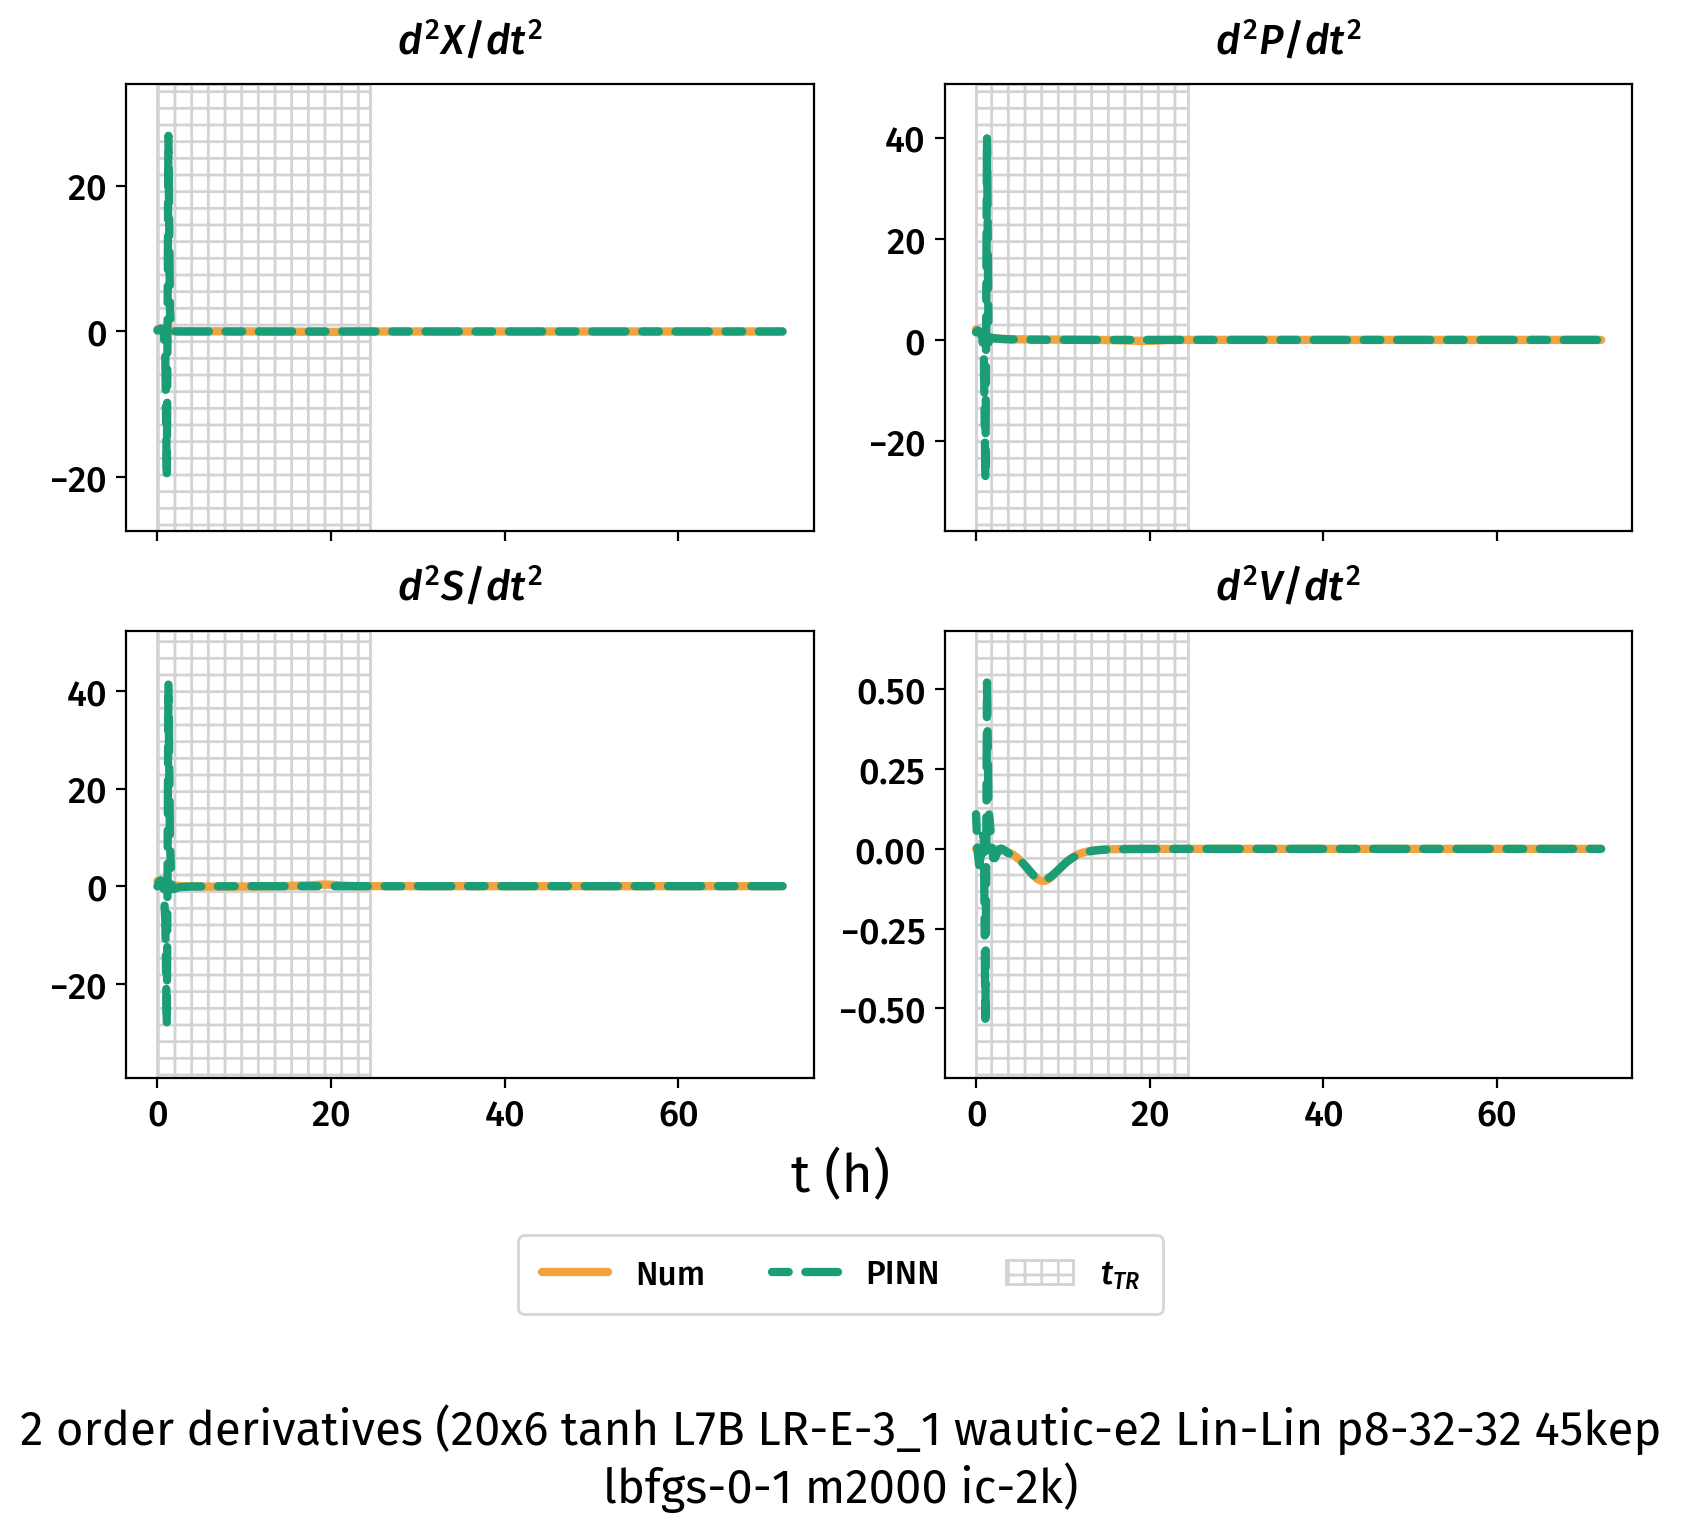 d²X/dt²
d²P/dt²
20
0
−20
40
20
0
−20
d²S/dt²
d²V/dt²
40
20
0
−20
0.50
0.25
0.00
−0.25
−0.50
0 20 40 60
0 20 40 60
t (h)
Num PINN t_TR
2 order derivatives (20x6 tanh L7B LR-E-3_1 wautic-e2 Lin-Lin p8-32-32 45kep
lbfgs-0-1 m2000 ic-2k)